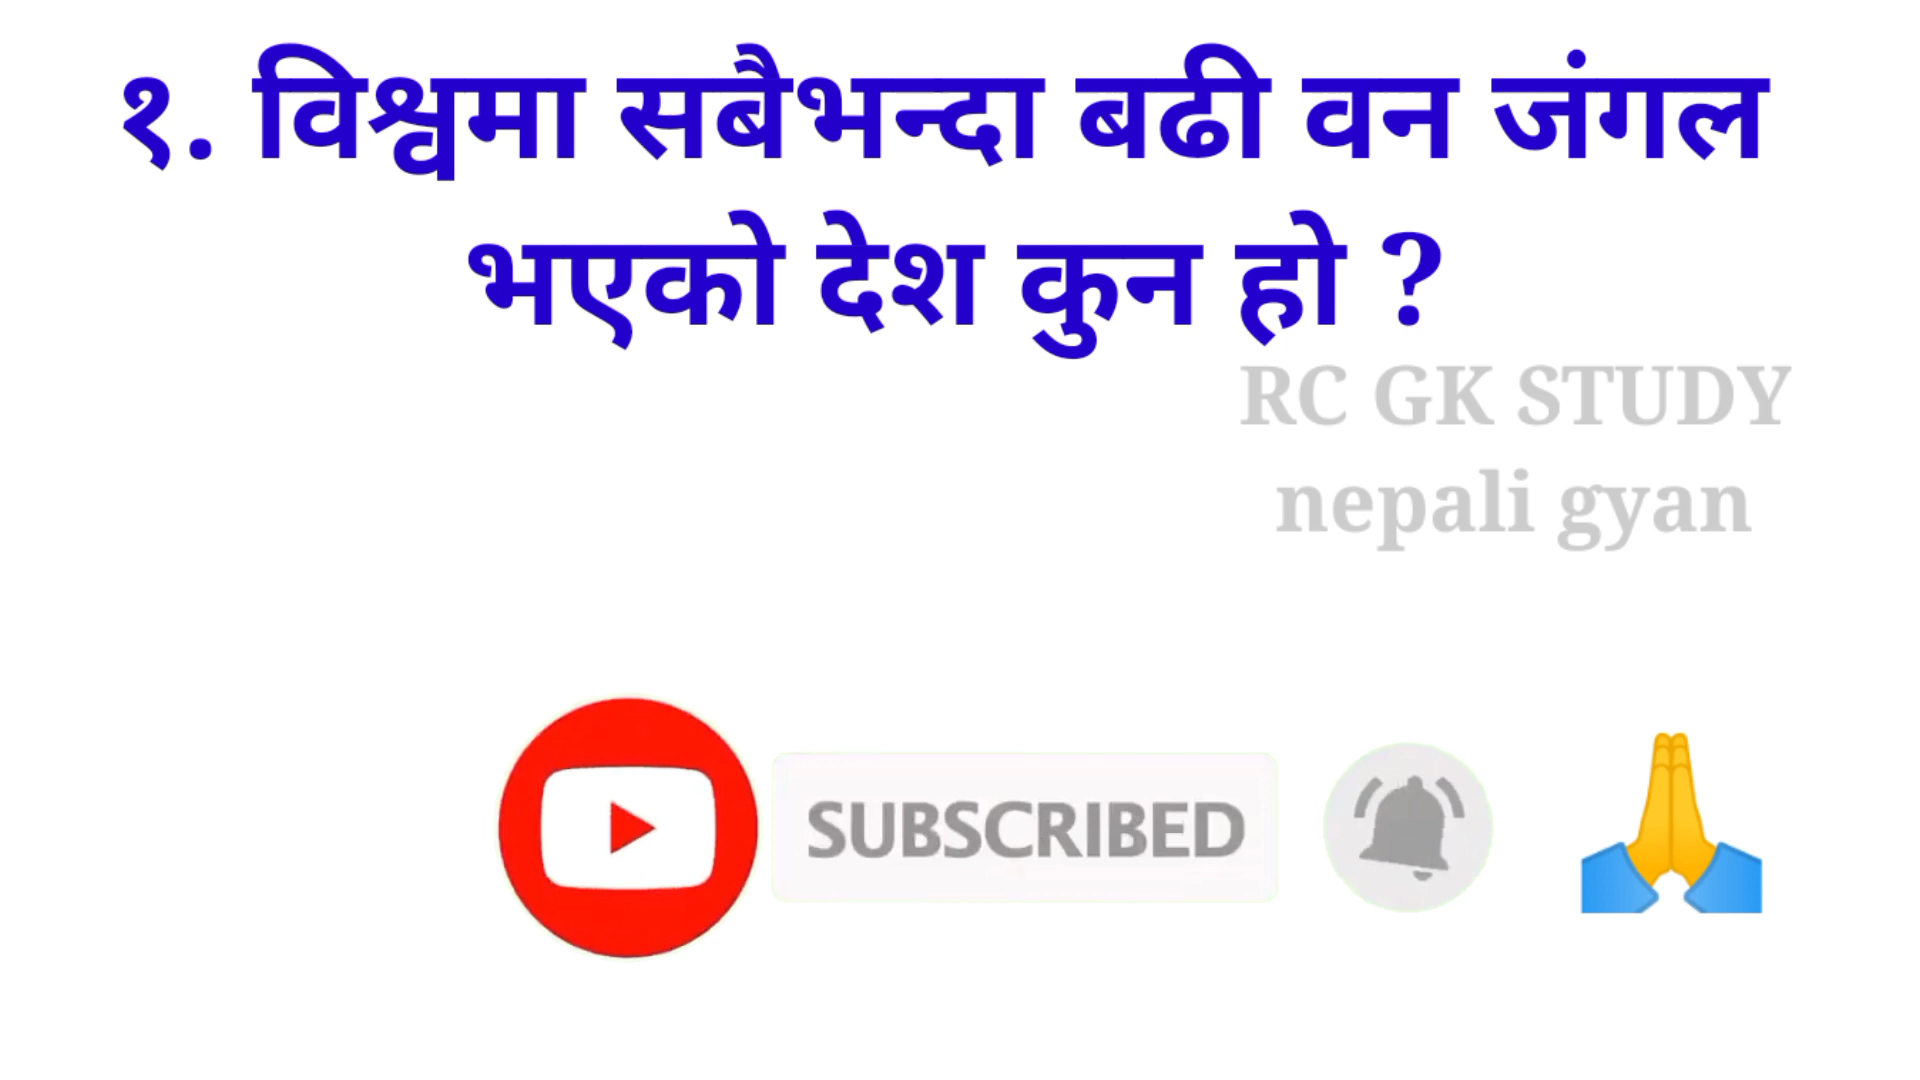 १. विश्वमा सबैभन्दा बढी वन जंगल
भएको देश कुन हो ?
RC GK STUDY
nepali gyan
SUBSCRIBED